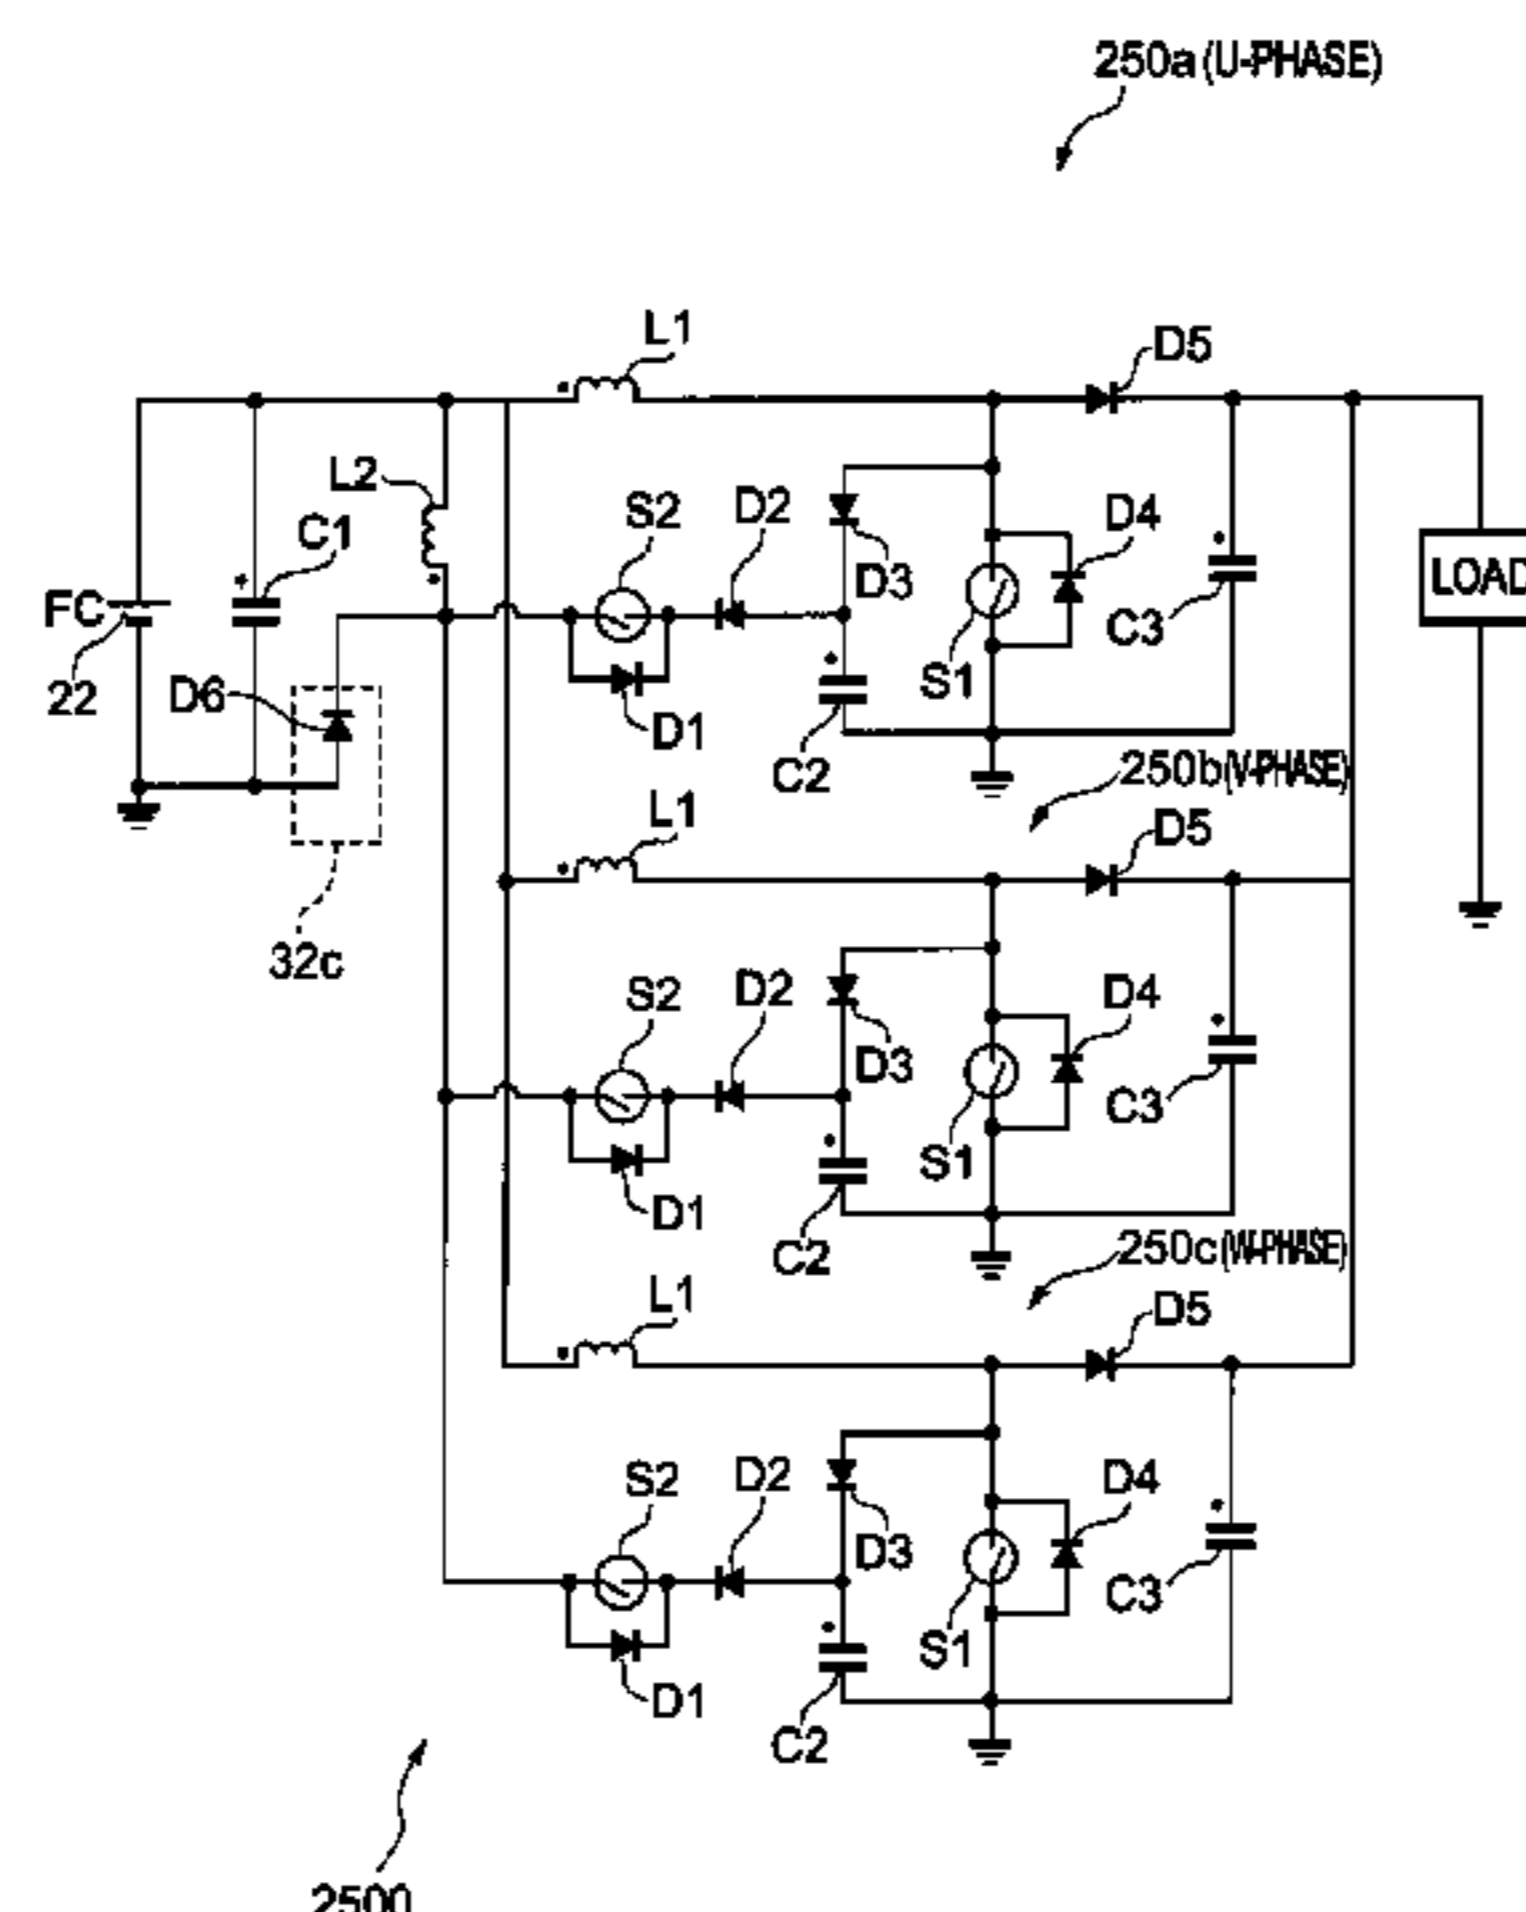 250a (U-PHASE)
L1
D5
L2
C1
S2
D2
D3
D4
FC
22
D6
D1
C2
S1
C3
LOAD
250b (V-PHASE)
L1
D5
32c
S2
D2
D3
D4
D1
C2
S1
C3
250c (W-PHASE)
L1
D5
S2
D2
D3
D4
D1
C2
S1
C3
2500